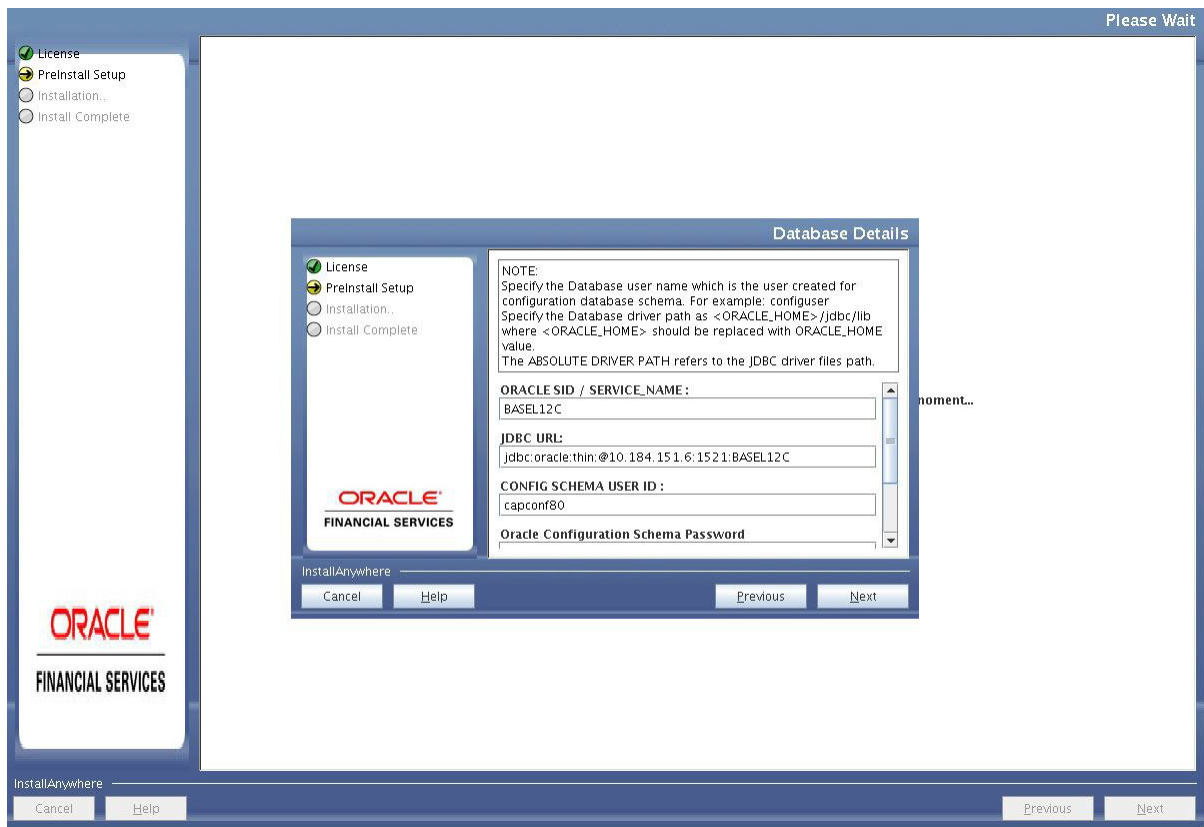 Please Wait
License
PreInstall Setup
Installation..
Install Complete
Database Details
License
PreInstall Setup
Installation..
Install Complete
NOTE:
Specify the Database user name which is the user created for
configuration database schema. For example: configuser
Specify the Database driver path as <ORACLE_HOME>/jdbc/lib
where <ORACLE_HOME> should be replaced with ORACLE_HOME
value.
The ABSOLUTE DRIVER PATH refers to the JDBC driver files path.
ORACLE SID / SERVICE_NAME :
BASEL12C
JDBC URL:
jdbc:oracle:thin:@10.184.151.6:1521:BASEL12C
CONFIG SCHEMA USER ID :
capconf80
Oracle Configuration Schema Password
ORACLE
FINANCIAL SERVICES
InstallAnywhere
Cancel Help Previous Next
ORACLE
FINANCIAL SERVICES
InstallAnywhere
Cancel Help Previous Next